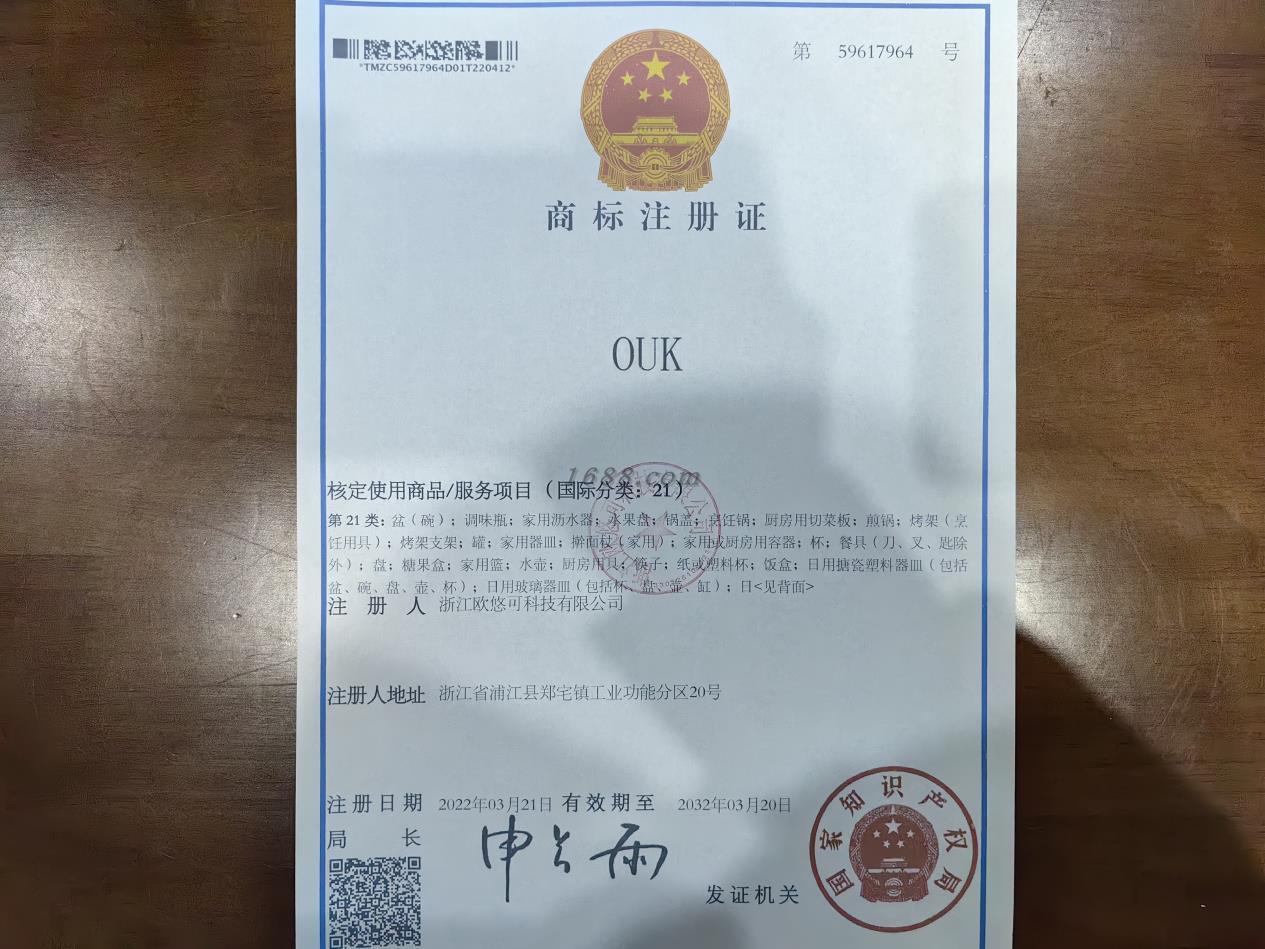 第 59617964 号
*TMZC59617964D01T220412*
商标注册证
OUK
1688.com
核定使用商品/服务项目（国际分类：21）
第 21 类：盆（碗）；调味瓶；家用沥水器；水果盘；锅盖；烹饪锅；厨房用切菜板；煎锅；烤架（烹
饪用具）；烤架支架；罐；家用器皿；擀面杖（家用）；家用或厨房用容器；杯；餐具（刀、叉、匙除
外）；盘；糖果盒；家用篮；水壶；厨房用具；筷子；纸或塑料杯；饭盒；日用搪瓷塑料器皿（包括
盆、碗、盘、壶、杯）；日用玻璃器皿（包括杯、盘、壶、缸）；日<见背面>
注册人 浙江欧悠可科技有限公司
注册人地址 浙江省浦江县郑宅镇工业功能分区20号
注册日期 2022年03月21日 有效期至 2032年03月20日
局长 申长雨
发证机关
国家知识产权局